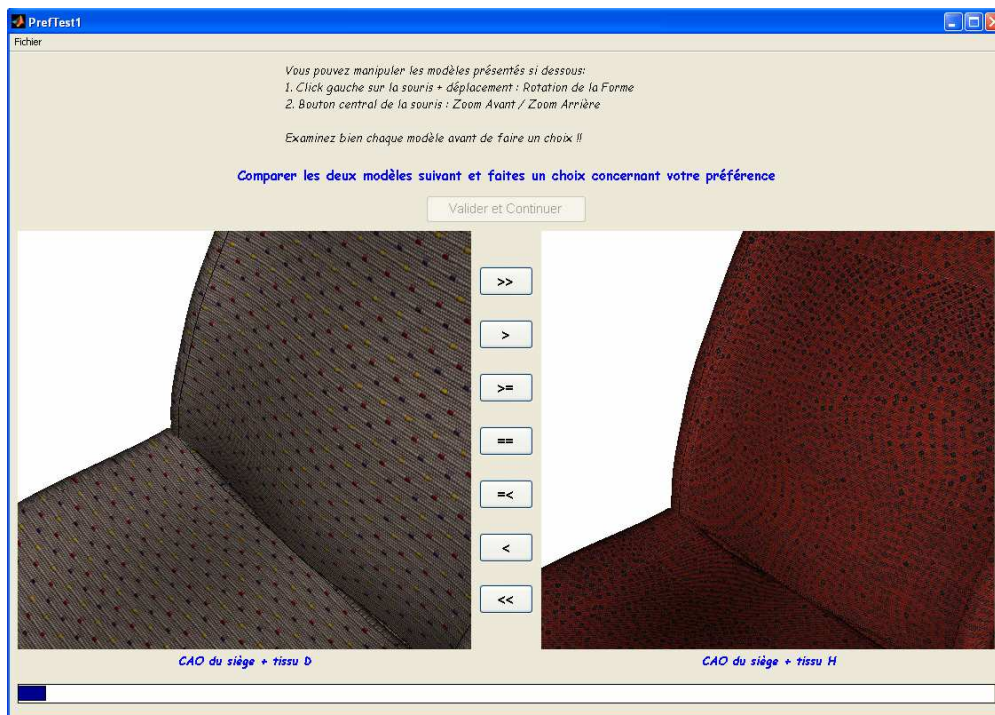 PrefTest1
Fichier
Vous pouvez manipuler les modèles présentés si dessous:
1. Click gauche sur la souris + déplacement : Rotation de la Forme
2. Bouton central de la souris : Zoom Avant / Zoom Arrière
Examinez bien chaque modèle avant de faire un choix !!
Comparer les deux modèles suivant et faites un choix concernant votre préférence
Valider et Continuer
>>
>
>=
==
=<
<
<<
CAO du siège + tissu D
CAO du siège + tissu H